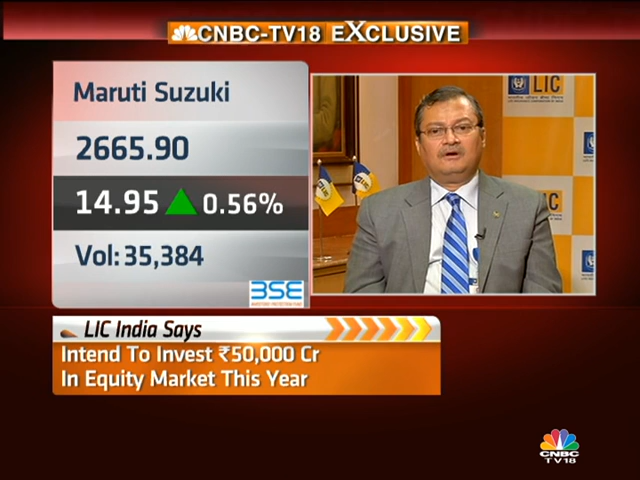 CNBC-TV18 EXCLUSIVE
Maruti Suzuki
2665.90
14.95 0.56%
Vol: 35,384
BSE
LIC
LIC
LIC India Says
Intend To Invest ₹50,000 Cr
In Equity Market This Year
CNBC
TV18